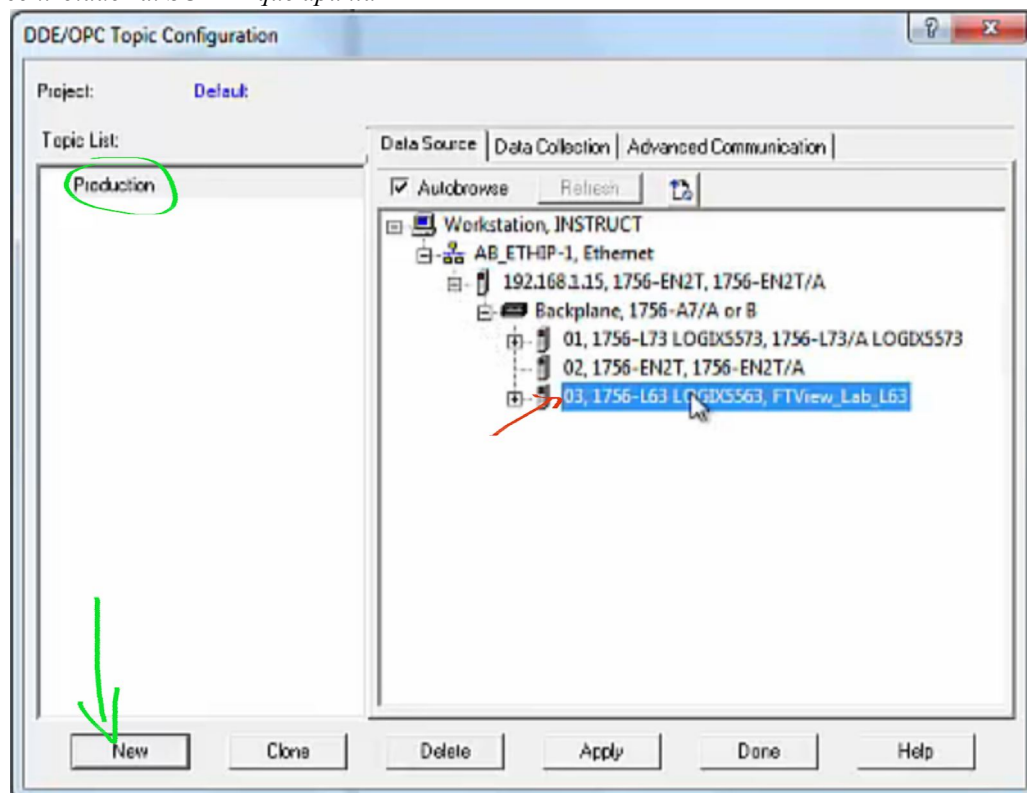 DDE/OPC Topic Configuration
Project: Default
Topic List:
Production
Data Source Data Collection Advanced Communication
Autobrowse Refresh
Workstation, INSTRUCT
AB_ETHIP-1, Ethernet
192.168.1.15, 1756-EN2T, 1756-EN2T/A
Backplane, 1756-A7/A or B
01, 1756-L73 LOGIX5573, 1756-L73/A LOGIX5573
02, 1756-EN2T, 1756-EN2T/A
03, 1756-L63 LOGIX5563, FTView_Lab_L63
New Clone Delete Apply Done Help